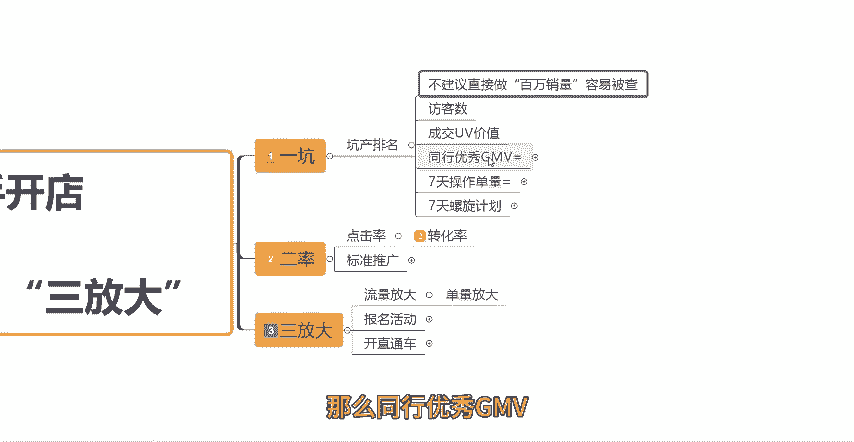 不建议直接做“百万销量”容易被查
访客数
1 一坑
坑产排名
成交UV价值
同行优秀GMV=
7天操作单量=
7天螺旋计划
手开店
“三放大”
2 二率
点击率
2 转化率
标准推广
3 三放大
流量放大
单量放大
报名活动
开直通车
那么同行优秀GMV